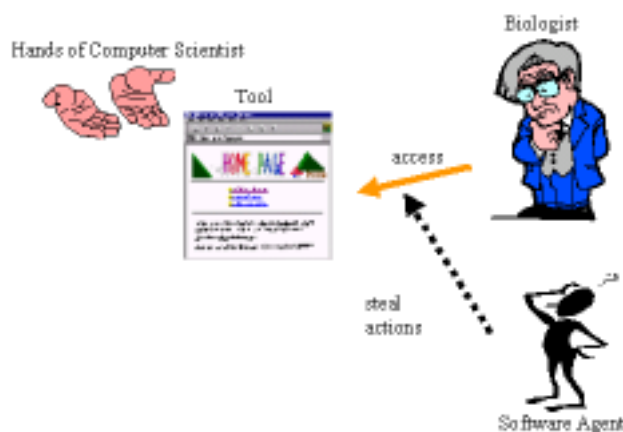 Biologist
Hands of Computer Scientist
Tool
HOME PAGE
access
steal
actions
Software Agent